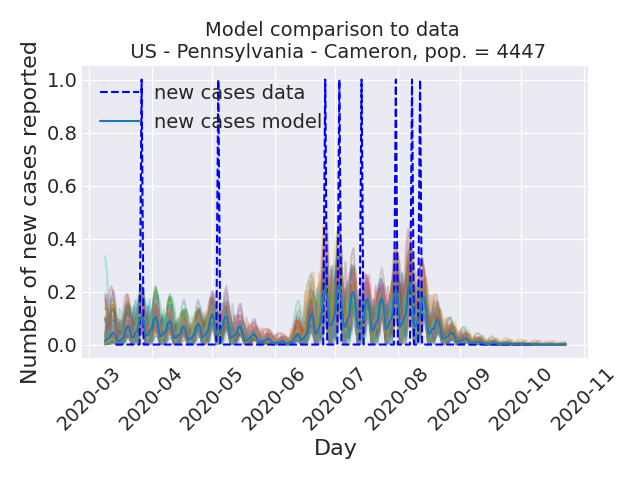 Model comparison to data
US - Pennsylvania - Cameron, pop. = 4447
Number of new cases reported
1.0
0.8
0.6
0.4
0.2
0.0
new cases data
new cases model
2020-03
2020-04
2020-05
2020-06
2020-07
2020-08
2020-09
2020-10
2020-11
Day